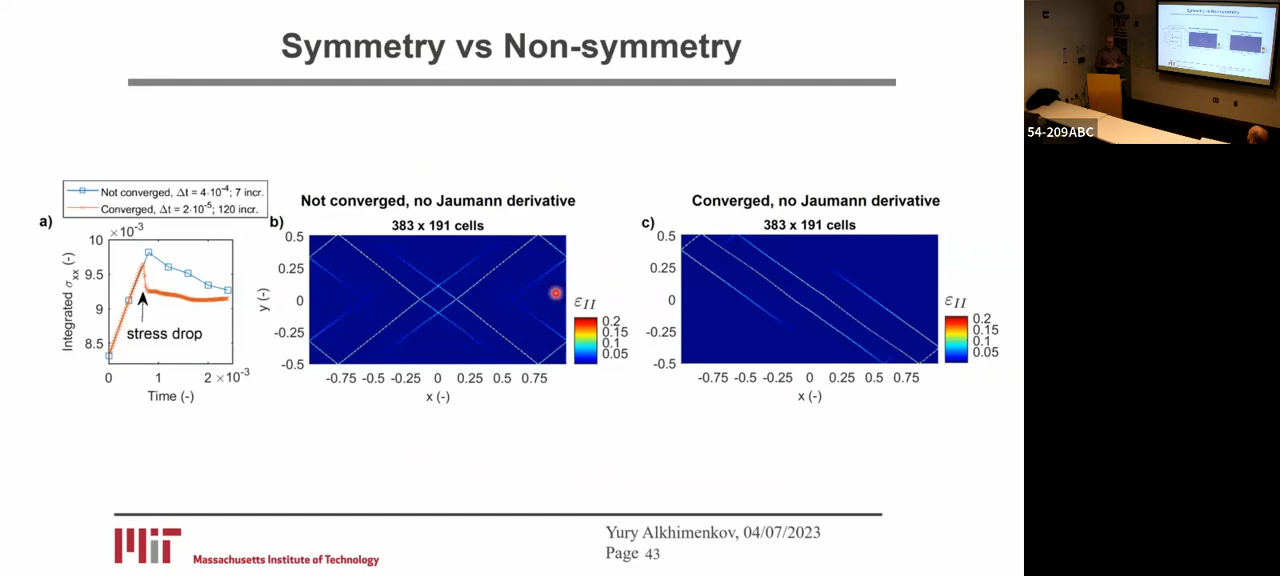 Symmetry vs Non-symmetry
54-209ABC
Not converged, Δt = 4·10⁻⁴; 7 incr.
Converged, Δt = 2·10⁻⁵; 120 incr.
a)
×10⁻³
10
9.5
9
8.5
Integrated σxx (-)
stress drop
0 1 2 ×10⁻³
Time (-)
b)
Not converged, no Jaumann derivative
383 x 191 cells
0.5
0.25
0
-0.25
-0.5
y (-)
-0.75 -0.5 -0.25 0 0.25 0.5 0.75
x (-)
εII
0.2
0.15
0.1
0.05
c)
Converged, no Jaumann derivative
383 x 191 cells
0.5
0.25
0
-0.25
-0.5
-0.75 -0.5 -0.25 0 0.25 0.5 0.75
x (-)
εII
0.2
0.15
0.1
0.05
MIT
Massachusetts Institute of Technology
Yury Alkhimenkov, 04/07/2023
Page 43